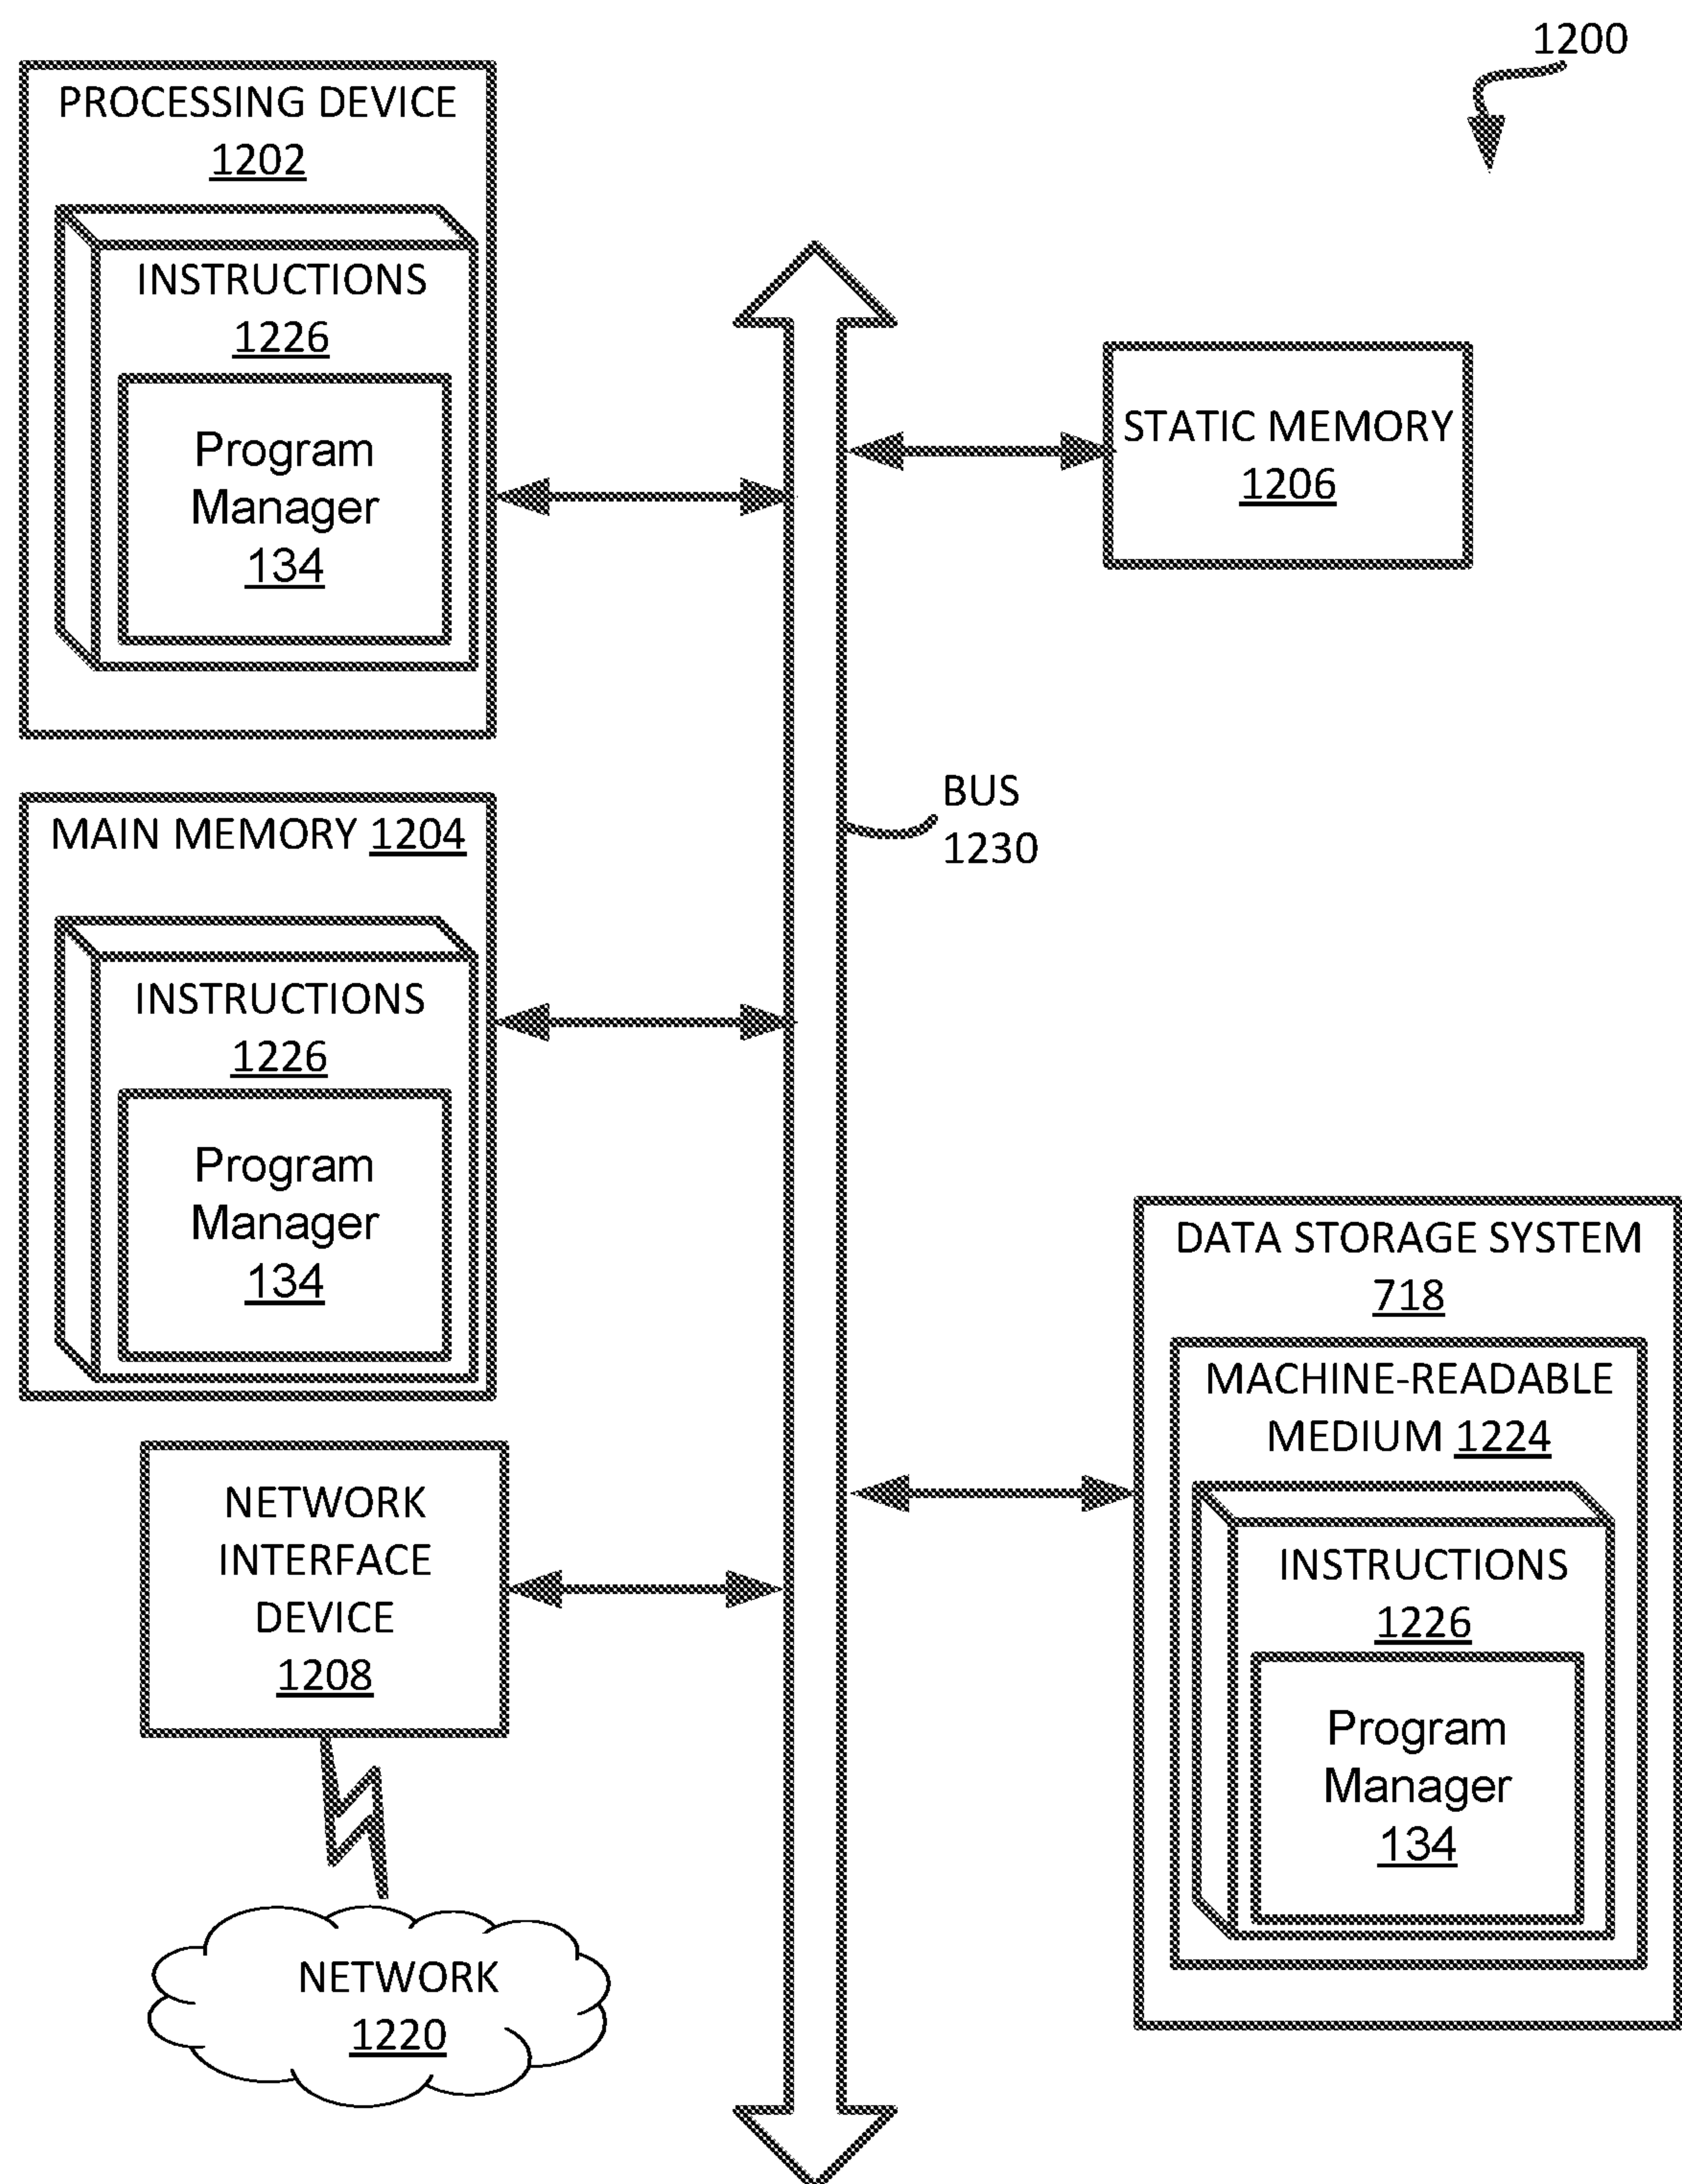 1200
PROCESSING DEVICE
1202
INSTRUCTIONS
1226
Program
Manager
134
STATIC MEMORY
1206
BUS
1230
MAIN MEMORY 1204
INSTRUCTIONS
1226
Program
Manager
134
DATA STORAGE SYSTEM
718
MACHINE-READABLE
MEDIUM 1224
INSTRUCTIONS
1226
Program
Manager
134
NETWORK
INTERFACE
DEVICE
1208
NETWORK
1220